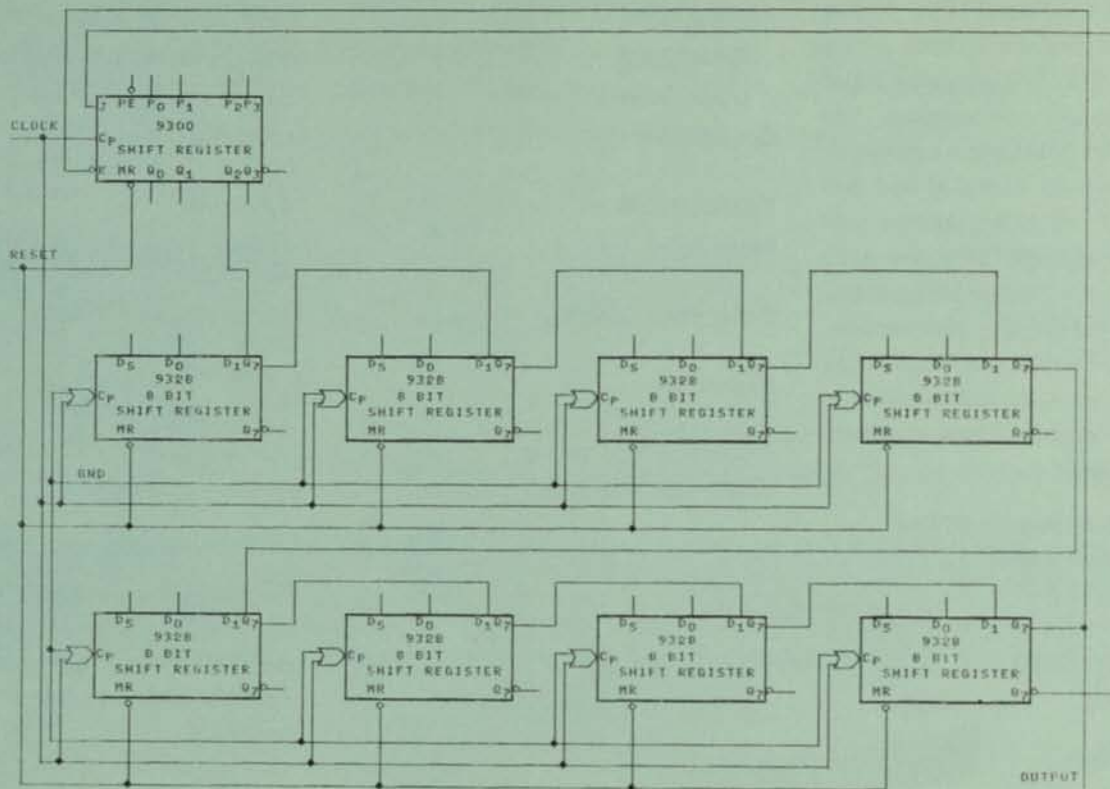 J PE P0 P1 P2 P3
CLOCK
CP 9300
SHIFT REGISTER
K MR Q0 Q1 Q2 Q3
RESET
DS D0 D1 Q7
9328
CP 8 BIT
SHIFT REGISTER
MR Q7
DS D0 D1 Q7
9328
CP 8 BIT
SHIFT REGISTER
MR Q7
DS D0 D1 Q7
9328
CP 8 BIT
SHIFT REGISTER
MR Q7
DS D0 D1 Q7
9328
CP 8 BIT
SHIFT REGISTER
MR Q7
GND
DS D0 D1 Q7
9328
CP 8 BIT
SHIFT REGISTER
MR Q7
DS D0 D1 Q7
9328
CP 8 BIT
SHIFT REGISTER
MR Q7
DS D0 D1 Q7
9328
CP 8 BIT
SHIFT REGISTER
MR Q7
DS D0 D1 Q7
9328
CP 8 BIT
SHIFT REGISTER
MR Q7
OUTPUT